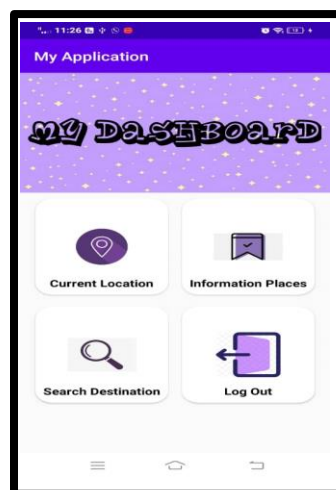 11:26
My Application
My DaSHBoaRD
Current Location
Information Places
Search Destination
Log Out